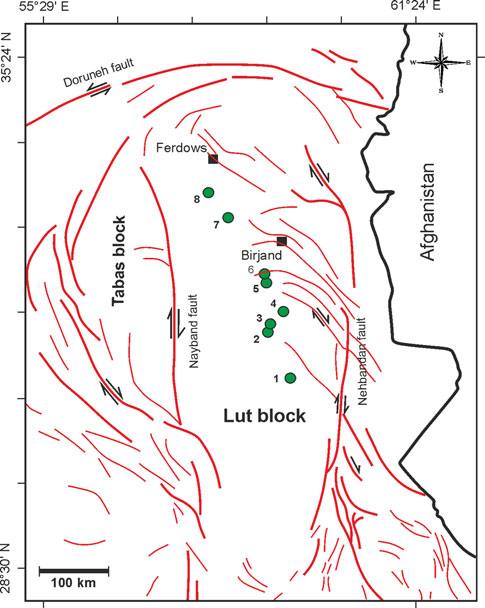 55°29' E
61°24' E
35°24' N
N
W
E
S
Doruneh fault
Ferdows
Afghanistan
8
7
Tabas block
Birjand
6
5
4
3
2
Nayband fault
Nehbandan fault
1
Lut block
28°30' N
100 km